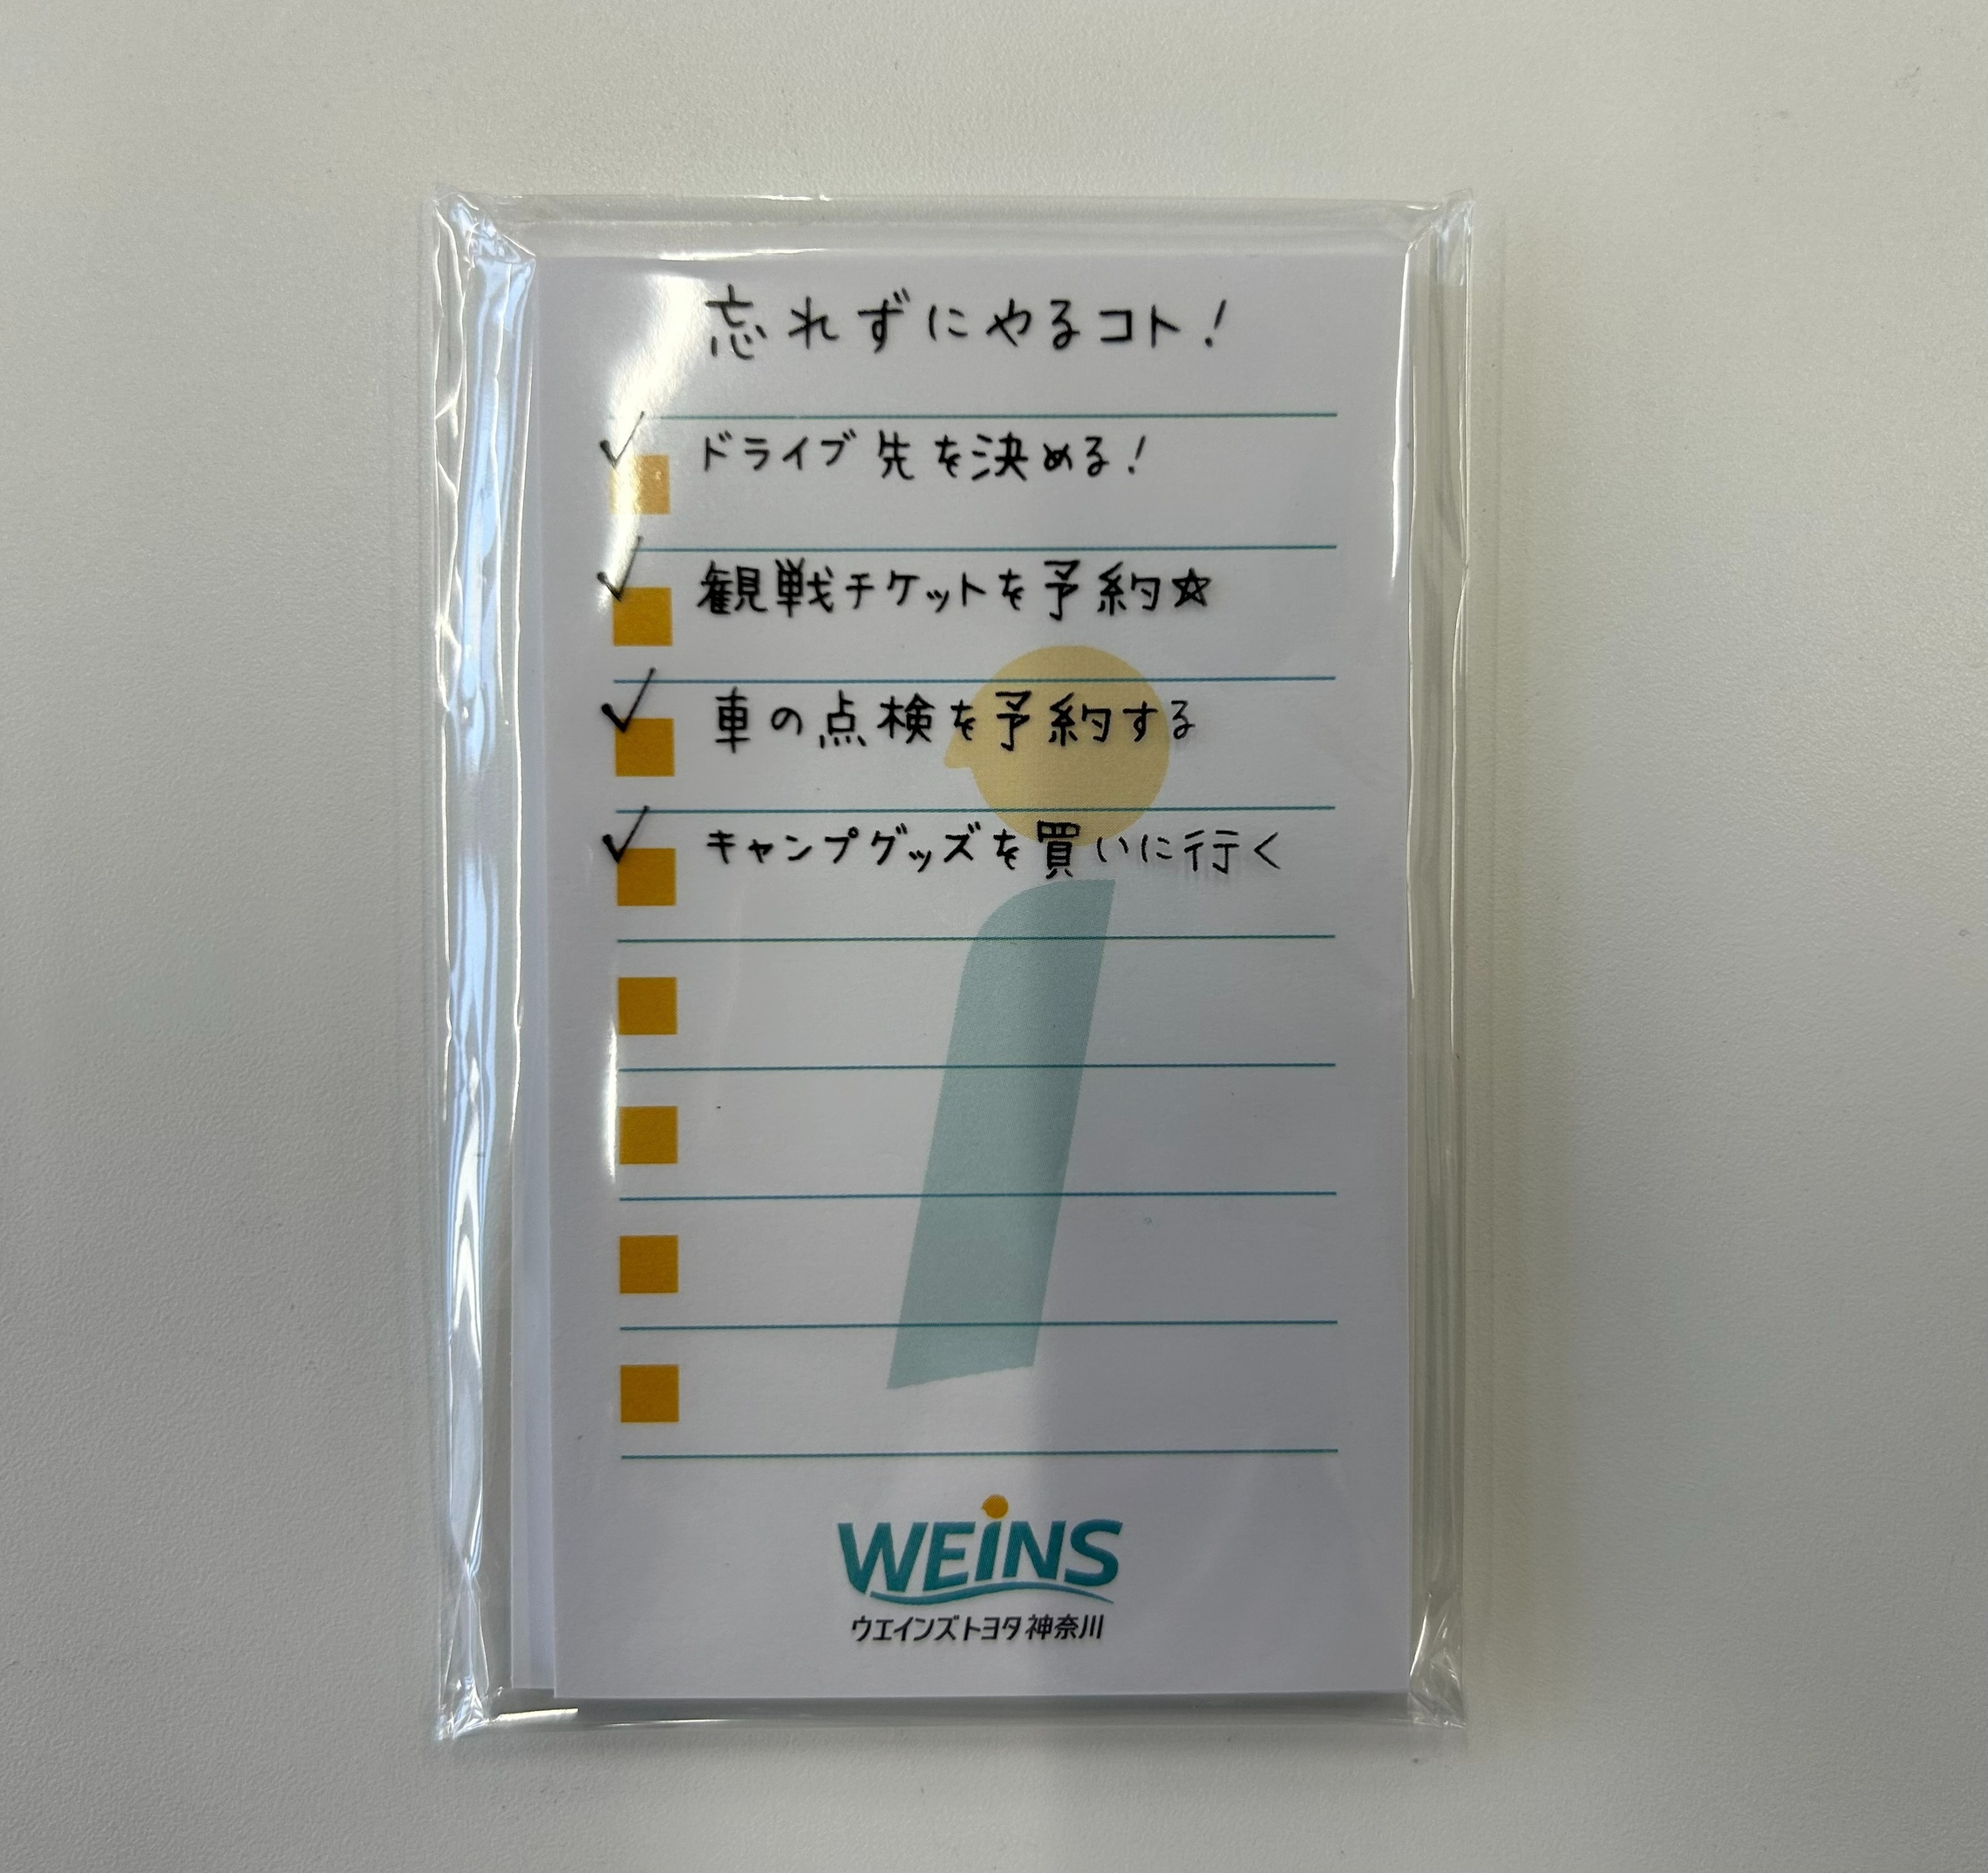 忘れずにやるコト！
ドライブ先を決める！
観戦チケットを予約☆
車の点検を予約する
キャンプグッズを買いに行く
WEiNS
ウエインズトヨタ神奈川